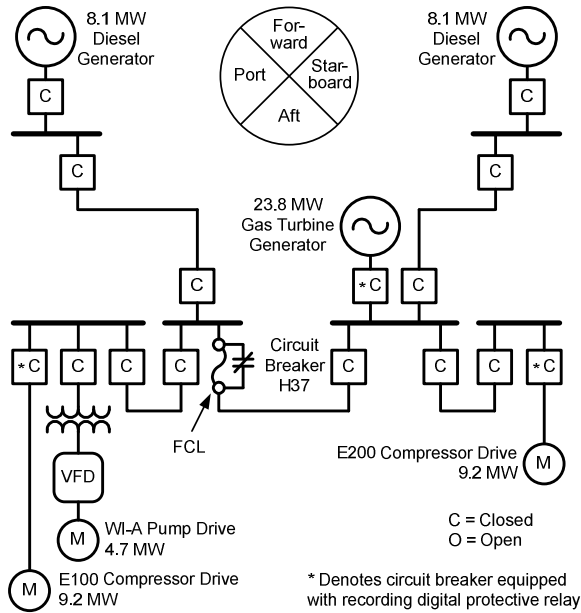 8.1 MW
Diesel
Generator
C
C
For-
ward
Port
Star-
board
Aft
8.1 MW
Diesel
Generator
C
C
23.8 MW
Gas Turbine
Generator
* C
C
C
* C
C
C
C
Circuit
Breaker
H37
C
C
C
* C
FCL
VFD
M
WI-A Pump Drive
4.7 MW
M
E100 Compressor Drive
9.2 MW
E200 Compressor Drive
9.2 MW
M
C = Closed
O = Open
* Denotes circuit breaker equipped
with recording digital protective relay